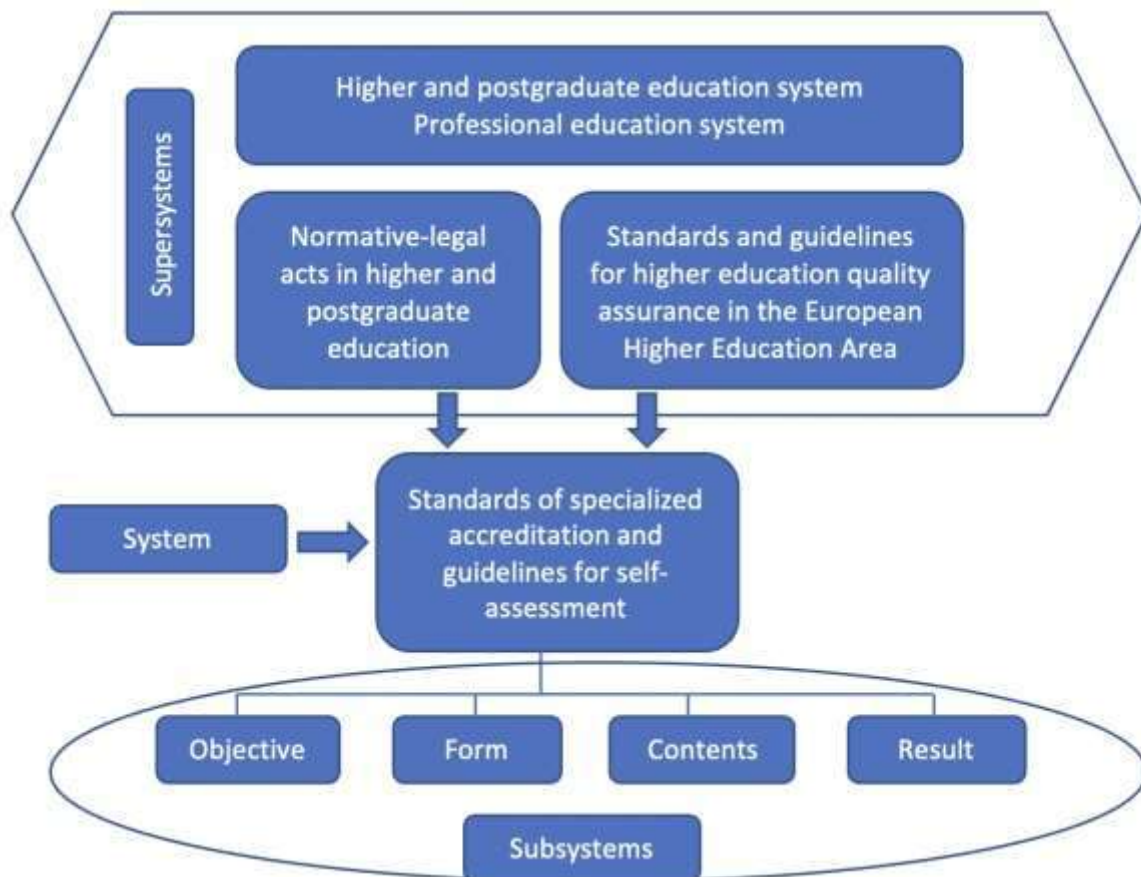 Supersystems
Higher and postgraduate education system
Professional education system
Normative-legal
acts in higher and
postgraduate
education
Standards and guidelines
for higher education quality
assurance in the European
Higher Education Area
System
Standards of specialized
accreditation and
guidelines for self-
assessment
Objective
Form
Contents
Result
Subsystems